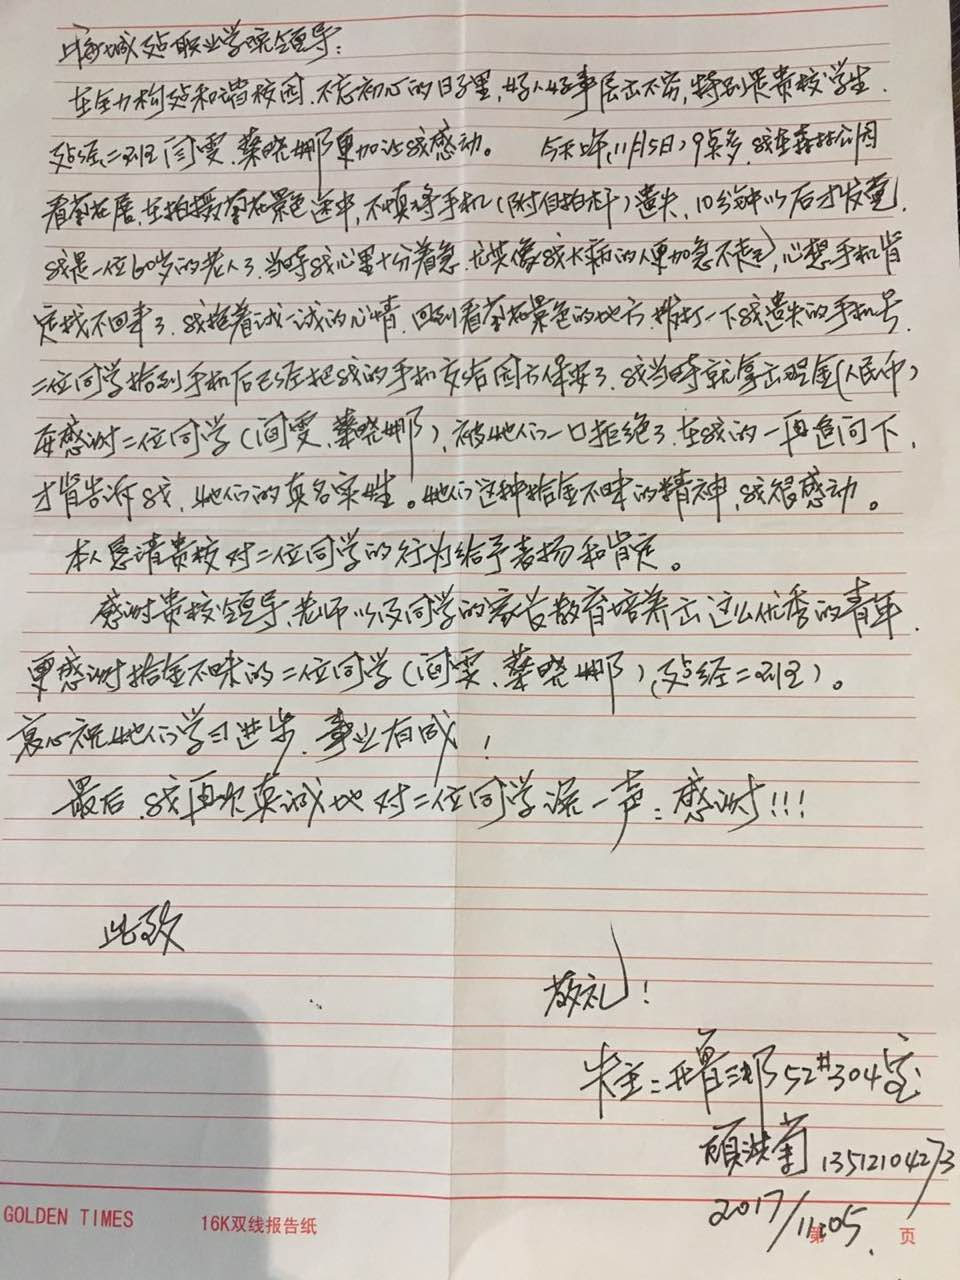 上海城建职业学院领导：
在全力构建和谐校园，不忘初心的日子里，好人好事层出不穷，特别是贵校学生，
建经二班闫雯、蔡晓娜更加让我感动。今天上午，11月5日，9点多，我在森林公园
看菊花展，在拍摄菊花景色途中，不慎将手机（附自拍杆）遗失，10分钟以后才发觉，
我是一位60岁的老人了，当时我心里十分着急，尤其像我大病的人更加急不起，心想手机肯
定找不回来了，我抱着试一试的心情，回到看菊花景色的地方，拨打一下我遗失的手机号，
二位同学拾到手机后已经把我的手机交给园方保安了，我当时就拿出现金（人民币）
来感谢二位同学（闫雯、蔡晓娜），被她们一口拒绝了，在我的一再追问下，
才肯告诉我，她们的真名实姓。她们这种拾金不昧的精神，我很感动。
本人恳请贵校对二位同学的行为给予表扬和肯定。
感谢贵校领导、老师以及同学的家长教育培养出这么优秀的青年，
更感谢拾金不昧的二位同学（闫雯、蔡晓娜）（建经二班）。
衷心祝她们学习进步，事业有成！
最后，我再次真诚地对二位同学深一声：感谢!!!
此致
敬礼！
住：三邨52#304室
顾洪菊 13512104273
2017/11.05.
GOLDEN TIMES 16K双线报告纸 第 页